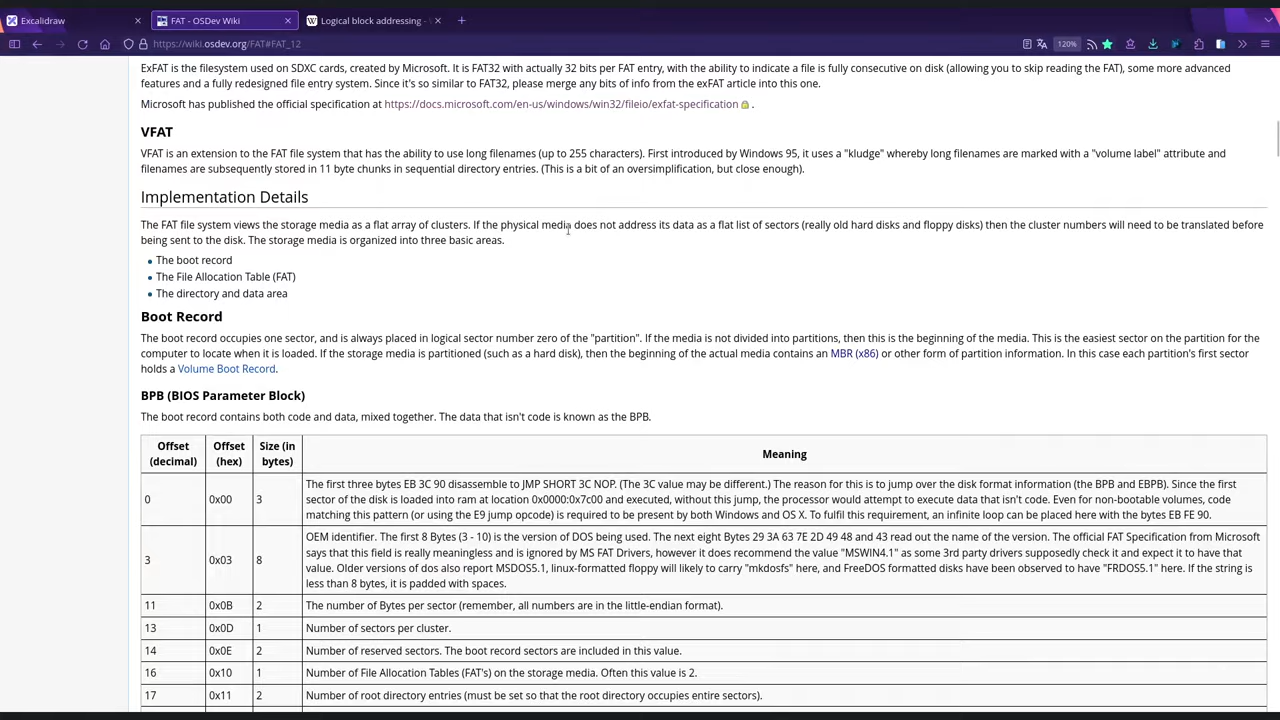 Excalidraw
FAT - OSDev Wiki
Logical block addressing -
https://wiki.osdev.org/FAT#FAT_12
120%
ExFAT is the filesystem used on SDXC cards, created by Microsoft. It is FAT32 with actually 32 bits per FAT entry, with the ability to indicate a file is fully consecutive on disk (allowing you to skip reading the FAT), some more advanced
features and a fully redesigned file entry system. Since it's so similar to FAT32, please merge any bits of info from the exFAT article into this one.
Microsoft has published the official specification at https://docs.microsoft.com/en-us/windows/win32/fileio/exfat-specification .
VFAT
VFAT is an extension to the FAT file system that has the ability to use long filenames (up to 255 characters). First introduced by Windows 95, it uses a "kludge" whereby long filenames are marked with a "volume label" attribute and
filenames are subsequently stored in 11 byte chunks in sequential directory entries. (This is a bit of an oversimplification, but close enough).
Implementation Details
The FAT file system views the storage media as a flat array of clusters. If the physical media does not address its data as a flat list of sectors (really old hard disks and floppy disks) then the cluster numbers will need to be translated before
being sent to the disk. The storage media is organized into three basic areas.
• The boot record
• The File Allocation Table (FAT)
• The directory and data area
Boot Record
The boot record occupies one sector, and is always placed in logical sector number zero of the "partition". If the media is not divided into partitions, then this is the beginning of the media. This is the easiest sector on the partition for the
computer to locate when it is loaded. If the storage media is partitioned (such as a hard disk), then the beginning of the actual media contains an MBR (x86) or other form of partition information. In this case each partition's first sector
holds a Volume Boot Record.
BPB (BIOS Parameter Block)
The boot record contains both code and data, mixed together. The data that isn't code is known as the BPB.
Offset (decimal) Offset (hex) Size (in bytes) Meaning
0 0x00 3 The first three bytes EB 3C 90 disassemble to JMP SHORT 3C NOP. (The 3C value may be different.) The reason for this is to jump over the disk format information (the BPB and EBPB). Since the first
sector of the disk is loaded into ram at location 0x0000:0x7c00 and executed, without this jump, the processor would attempt to execute data that isn't code. Even for non-bootable volumes, code
matching this pattern (or using the E9 jump opcode) is required to be present by both Windows and OS X. To fulfil this requirement, an infinite loop can be placed here with the bytes EB FE 90.
3 0x03 8 OEM identifier. The first 8 Bytes (3 - 10) is the version of DOS being used. The next eight Bytes 29 3A 63 7E 2D 49 48 and 43 read out the name of the version. The official FAT Specification from Microsoft
says that this field is really meaningless and is ignored by MS FAT Drivers, however it does recommend the value "MSWIN4.1" as some 3rd party drivers supposedly check it and expect it to have that
value. Older versions of dos also report MSDOS5.1, linux-formatted floppy will likely to carry "mkdosfs" here, and FreeDOS formatted disks have been observed to have "FRDOS5.1" here. If the string is
less than 8 bytes, it is padded with spaces.
11 0x0B 2 The number of Bytes per sector (remember, all numbers are in the little-endian format).
13 0x0D 1 Number of sectors per cluster.
14 0x0E 2 Number of reserved sectors. The boot record sectors are included in this value.
16 0x10 1 Number of File Allocation Tables (FAT's) on the storage media. Often this value is 2.
17 0x11 2 Number of root directory entries (must be set so that the root directory occupies entire sectors).